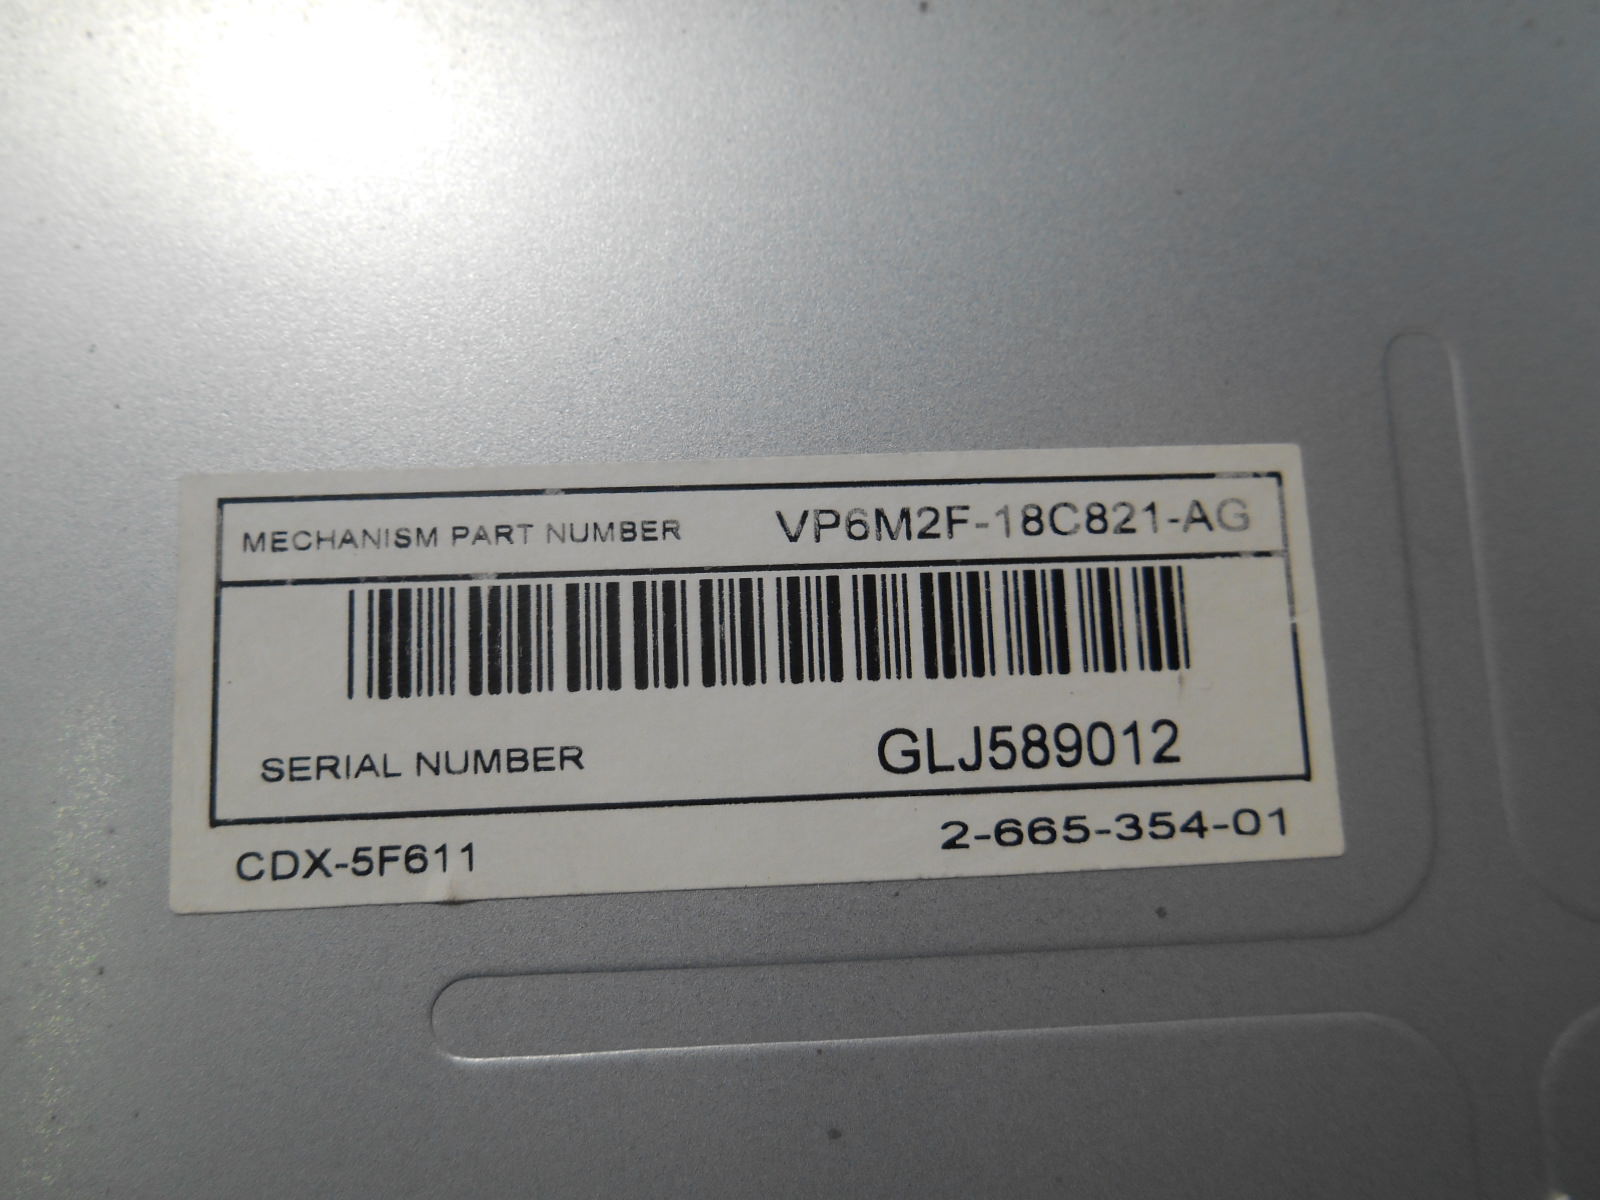 MECHANISM PART NUMBER VP6M2F-18C821-AG
SERIAL NUMBER GLJ589012
CDX-5F611 2-665-354-01